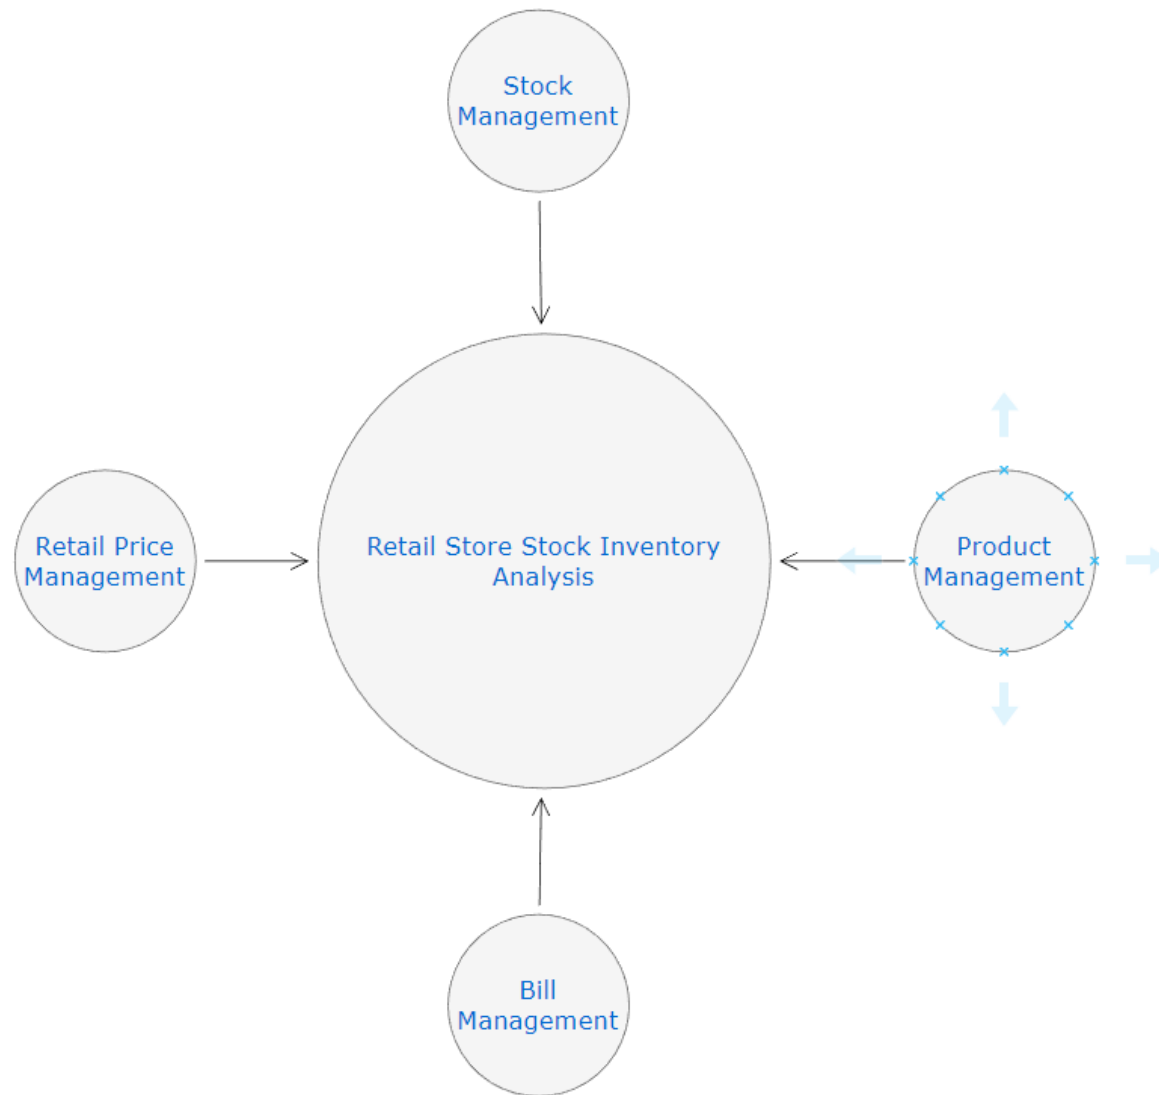 Stock
Management
Retail Price
Management
Retail Store Stock Inventory
Analysis
Product
Management
Bill
Management